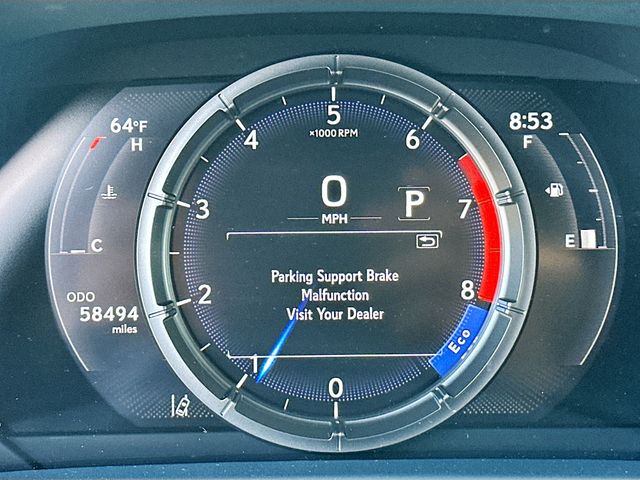 64°F
H
C
ODO
58494
miles
5
×1000 RPM
4
6
3
7
2
8
1
0
Eco
0
MPH
P
Parking Support Brake
Malfunction
Visit Your Dealer
8:53
F
E